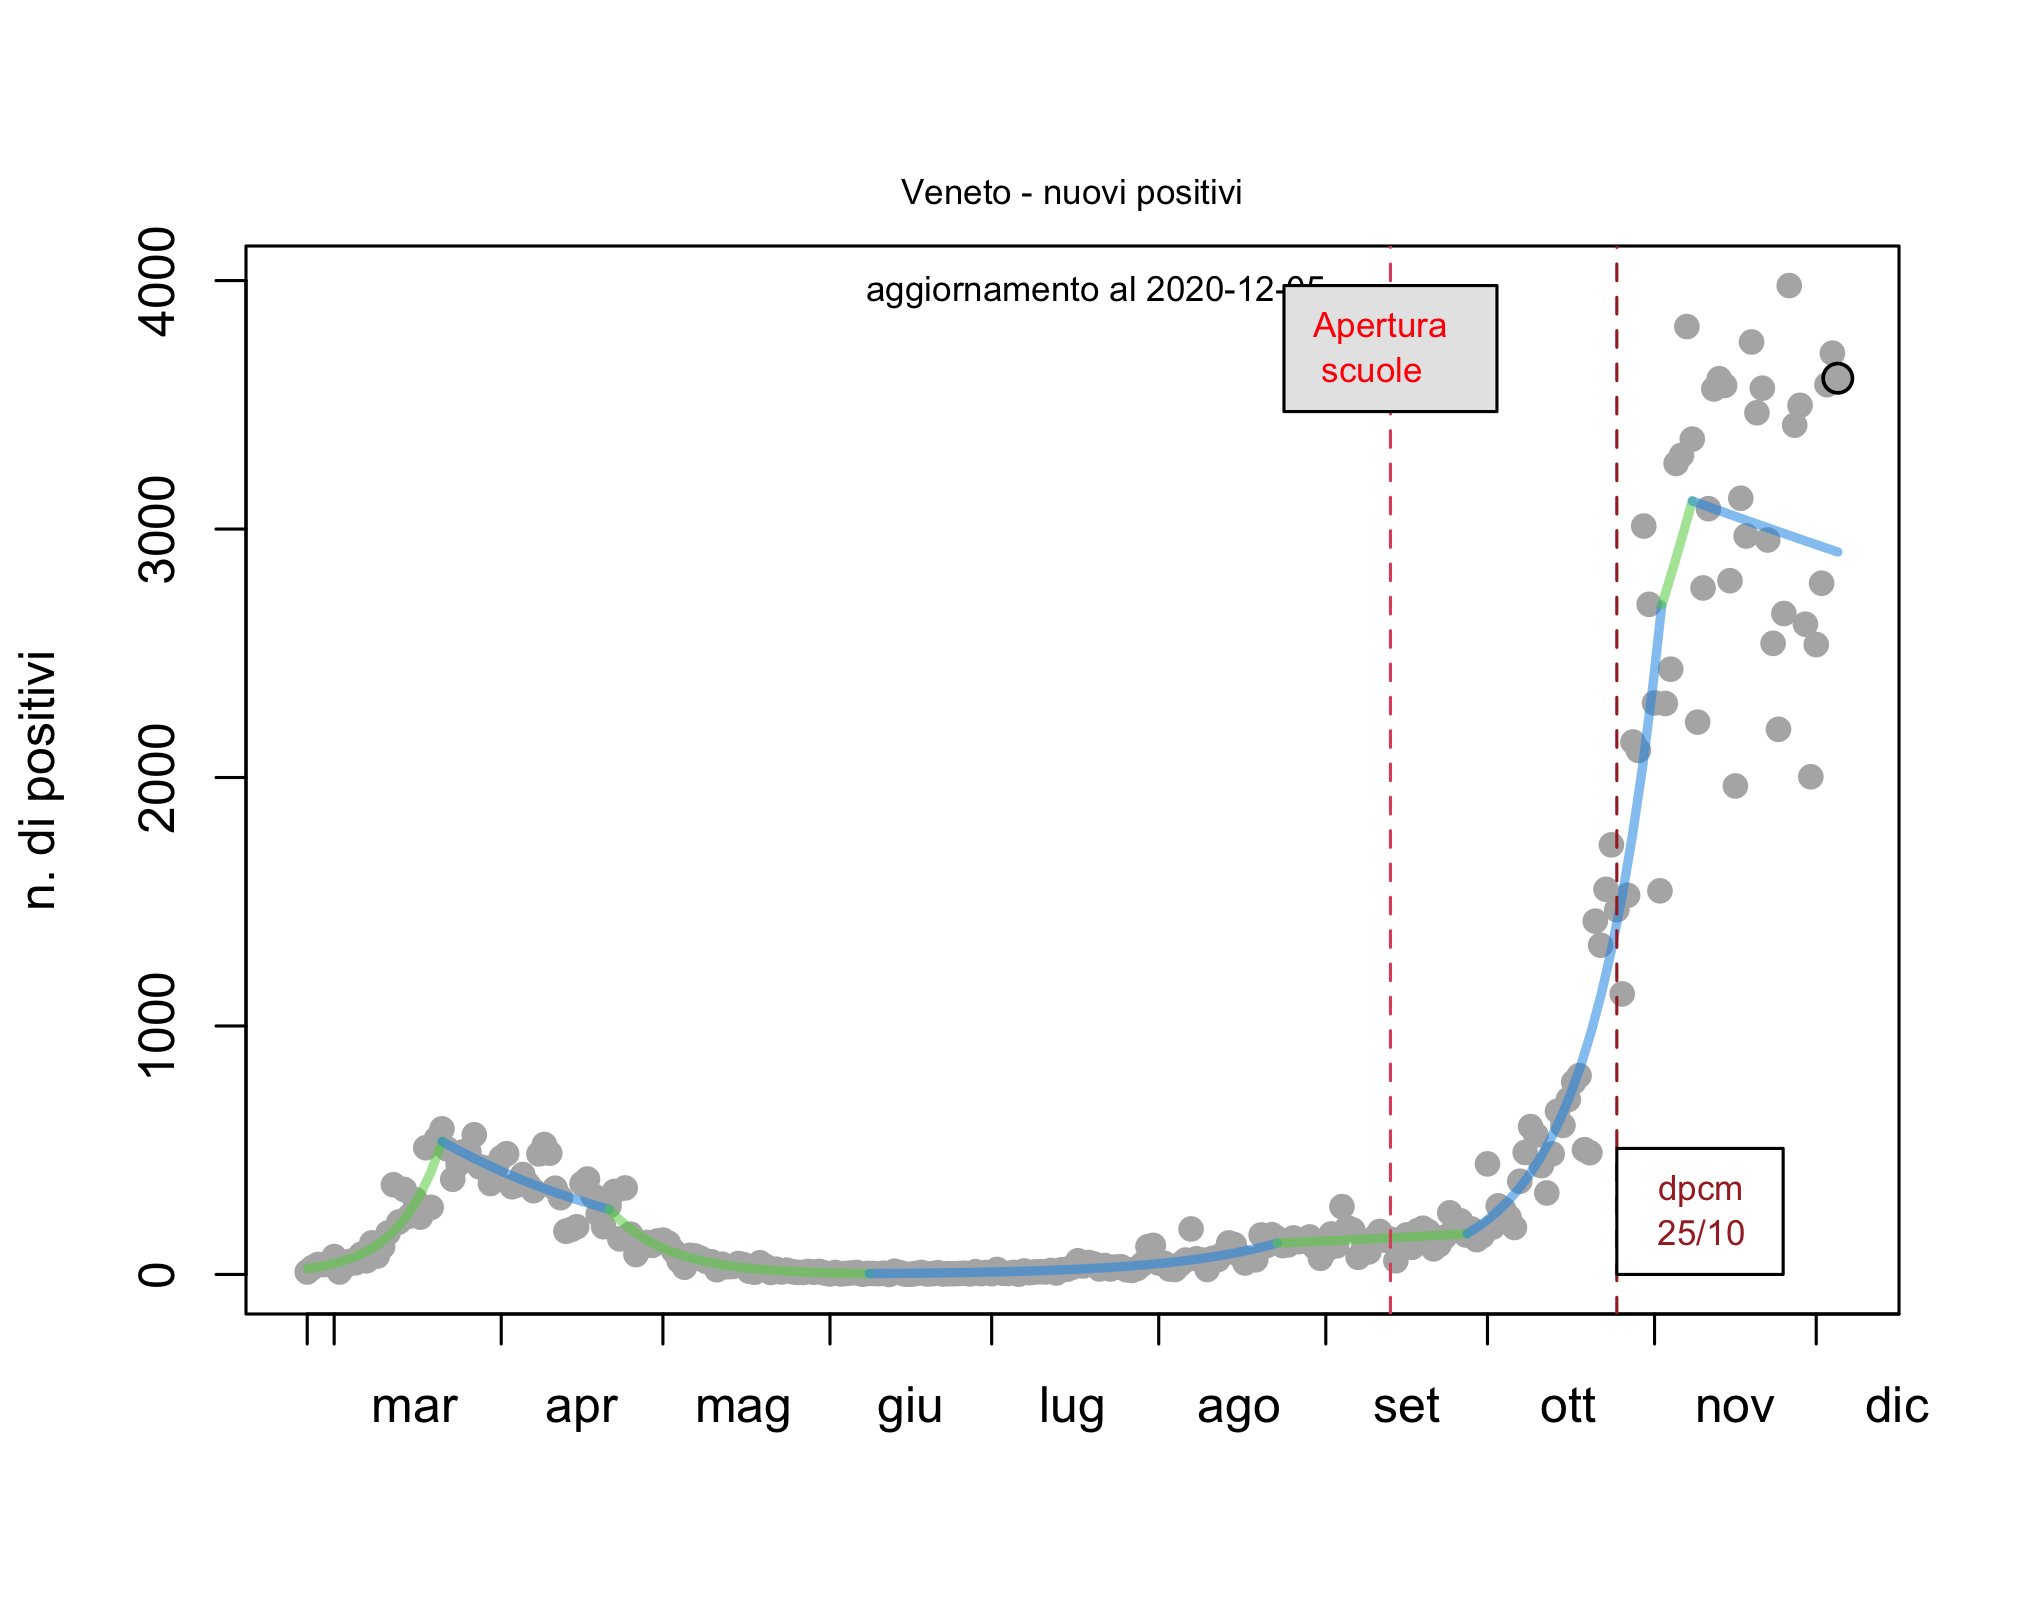 Veneto - nuovi positivi
aggiornamento al 2020-12-05
Apertura
scuole
n. di positivi
4000
3000
2000
1000
0
dpcm
25/10
mar apr mag giu lug ago set ott nov dic